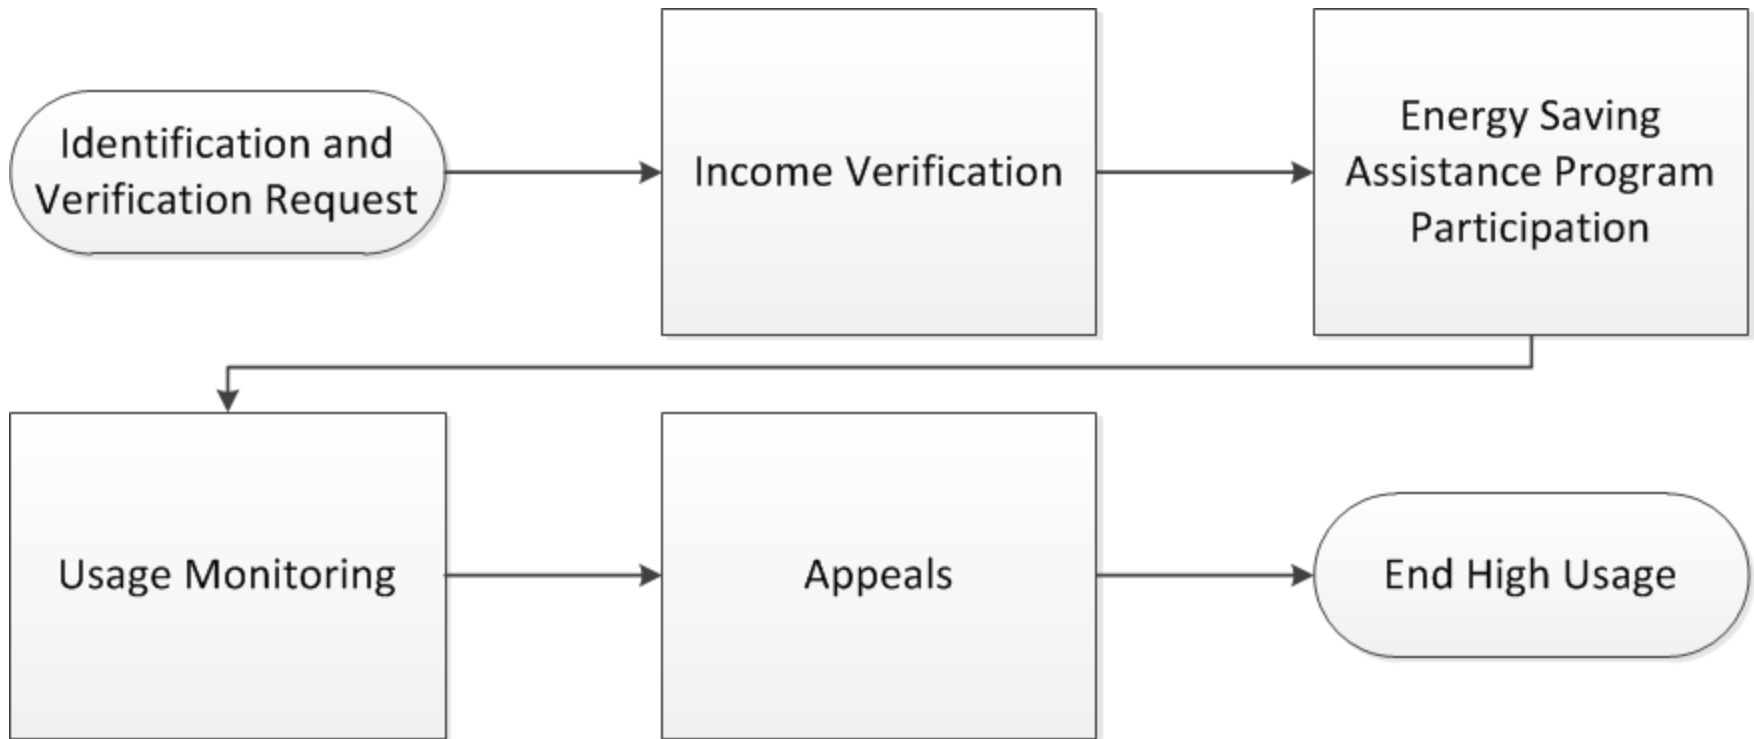 Identification and
Verification Request
Income Verification
Energy Saving
Assistance Program
Participation
Usage Monitoring
Appeals
End High Usage